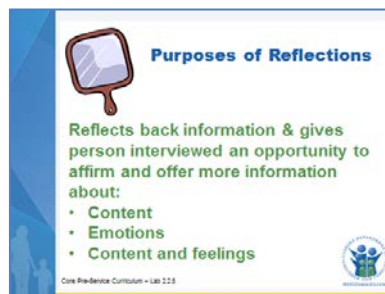 Purposes of Reflections
Reflects back information & gives
person interviewed an opportunity to
affirm and offer more information
about:
• Content
• Emotions
• Content and feelings
Core Pre-Service Curriculum – Lab 2.2.5